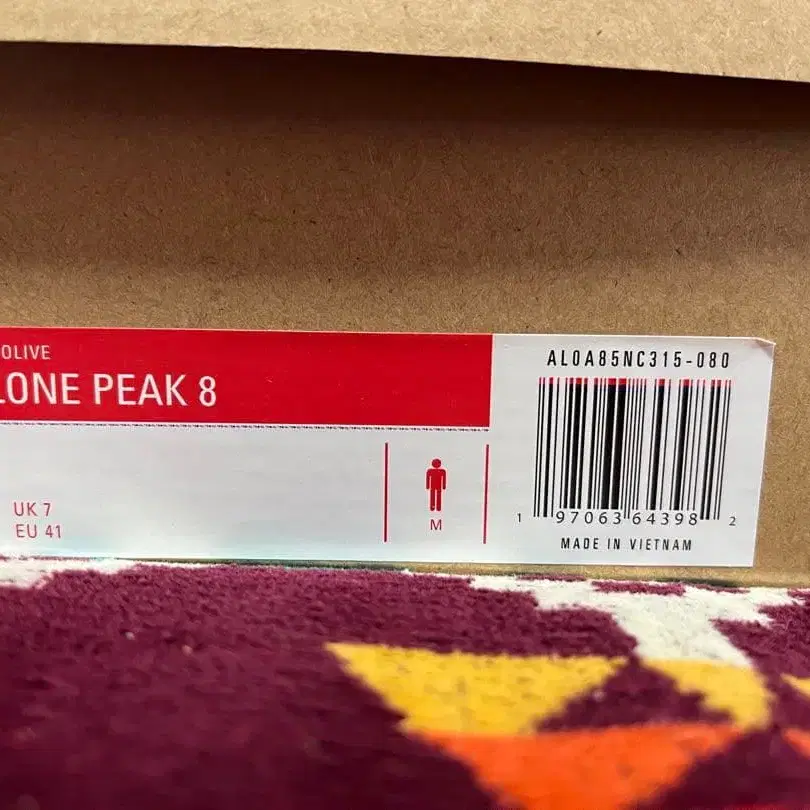 OLIVE
LONE PEAK 8
UK 7
EU 41
M
AL0A85NC315-080
1 97063 64398 2
MADE IN VIETNAM